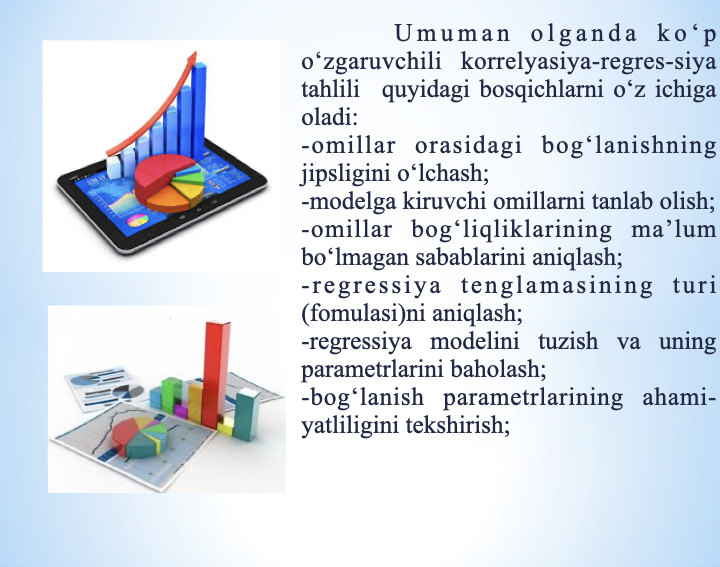 Umuman olganda ko‘p
o‘zgaruvchili korrelyasiya-regres-siya
tahlili quyidagi bosqichlarni o‘z ichiga
oladi:
-omillar orasidagi bog‘lanishning
jipsligini o‘lchash;
-modelga kiruvchi omillarni tanlab olish;
-omillar bog‘liqliklarining ma’lum
bo‘lmagan sabablarini aniqlash;
-regressiya tenglamasining turi
(fomulasi)ni aniqlash;
-regressiya modelini tuzish va uning
parametrlarini baholash;
-bog‘lanish parametrlarining ahami-
yatliligini tekshirish;